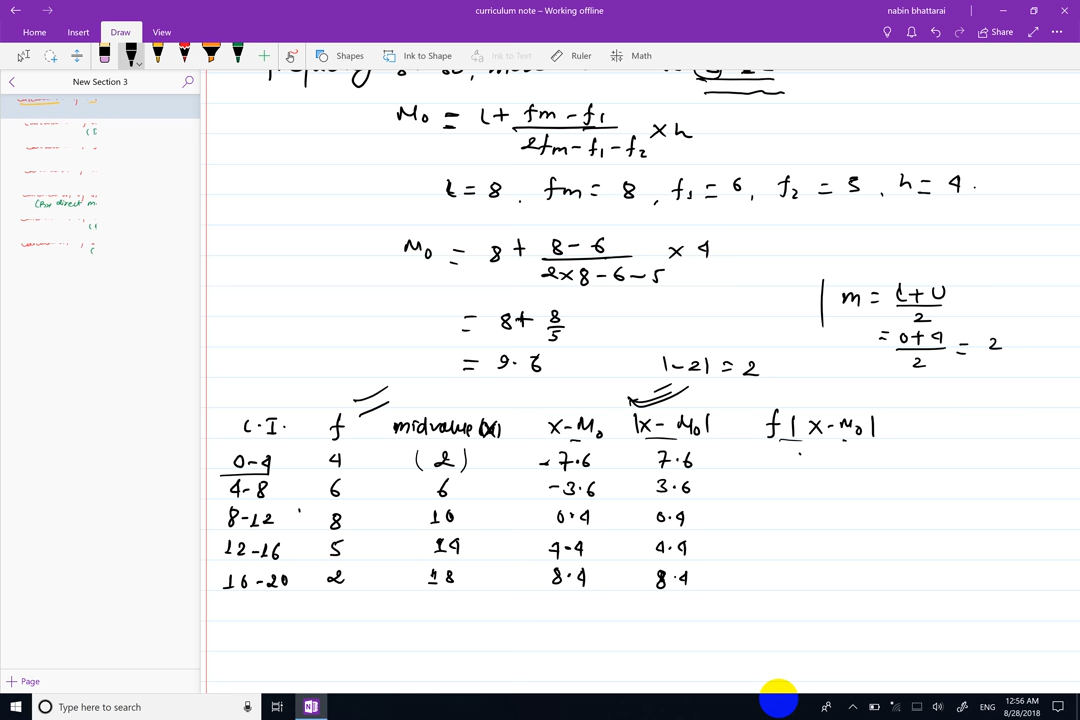 curriculum note – Working offline
nabin bhattarai
Home Insert Draw View
Share
Shapes Ink to Shape Ink to Text Ruler Math
New Section 3
M₀ = l + (fm - f₁)/(2fm - f₁ - f₂) × h
l = 8, fm = 8, f₁ = 6, f₂ = 5, h = 4.
M₀ = 8 + (8 - 6)/(2×8 - 6 - 5) × 4
m = (L+U)/2
= 8 + 8/5
= (0+4)/2 = 2
= 9.6
|-2| = 2
C.I. f midvalue(x) x-M₀ |x-M₀| f|x-M₀|
0-4 4 (2) -7.6 7.6
4-8 6 6 -3.6 3.6
8-12 8 10 0.4 0.4
12-16 5 14 4.4 4.4
16-20 2 18 8.4 8.4
Page
Type here to search
ENG
12:56 AM
8/28/2018